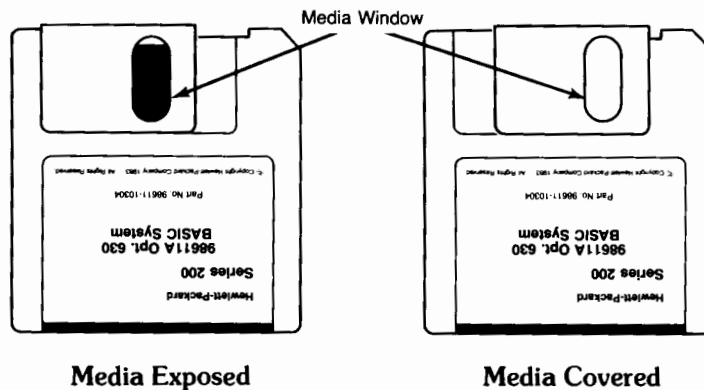 Media Window
Hewlett-Packard
Series 200
98611A Opt. 630
BASIC System
Part No. 98611-10304
© Copyright Hewlett Packard Company 1983 All Rights Reserved
Hewlett-Packard
Series 200
98611A Opt. 630
BASIC System
Part No. 98611-10304
© Copyright Hewlett Packard Company 1983 All Rights Reserved
Media Exposed
Media Covered